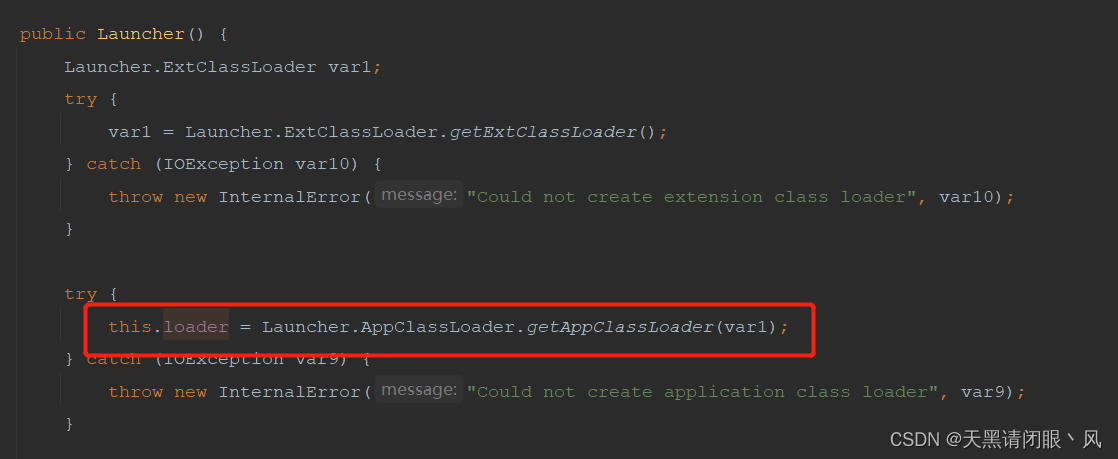 public Launcher() {
Launcher.ExtClassLoader var1;
try {
var1 = Launcher.ExtClassLoader.getExtClassLoader();
} catch (IOException var10) {
throw new InternalError( message: "Could not create extension class loader", var10);
}
try {
this.loader = Launcher.AppClassLoader.getAppClassLoader(var1);
} catch (IOException var9) {
throw new InternalError( message: "Could not create application class loader", var9);
}
CSDN @天黑请闭眼丶风